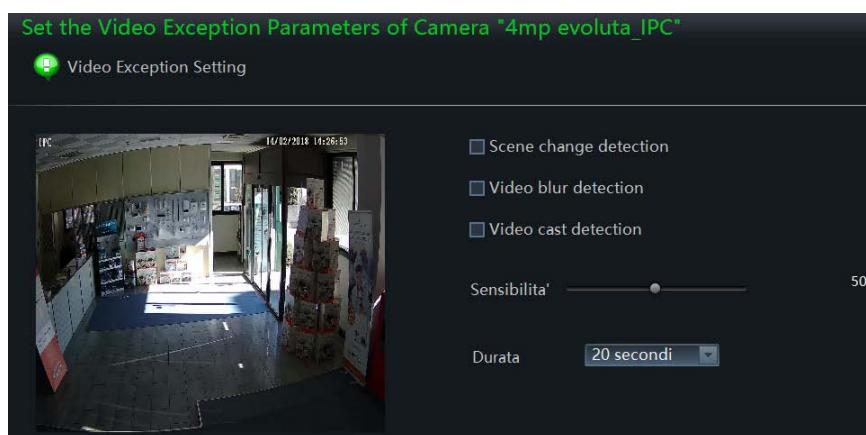 Set the Video Exception Parameters of Camera "4mp evoluta_IPC"
Video Exception Setting
IPC 14/02/2018 14:26:53
Scene change detection
Video blur detection
Video cast detection
Sensibilita' 50
Durata 20 secondi